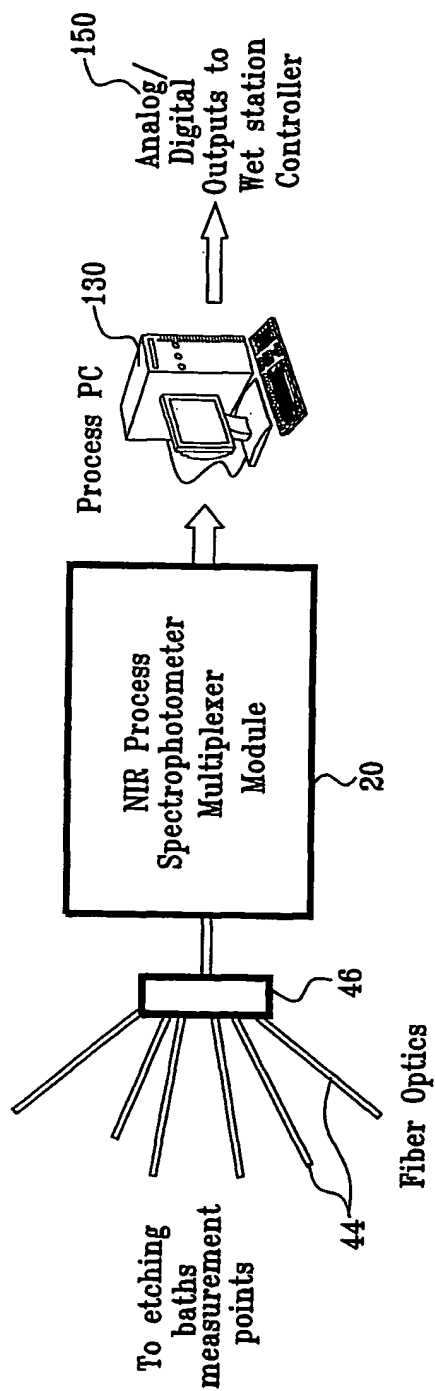 To etching
baths
measurement
points
44
Fiber Optics
46
NIR Process
Spectrophotometer
Multiplexer
Module
20
Process PC
130
150
Analog/
Digital
Outputs to
Wet station
Controller